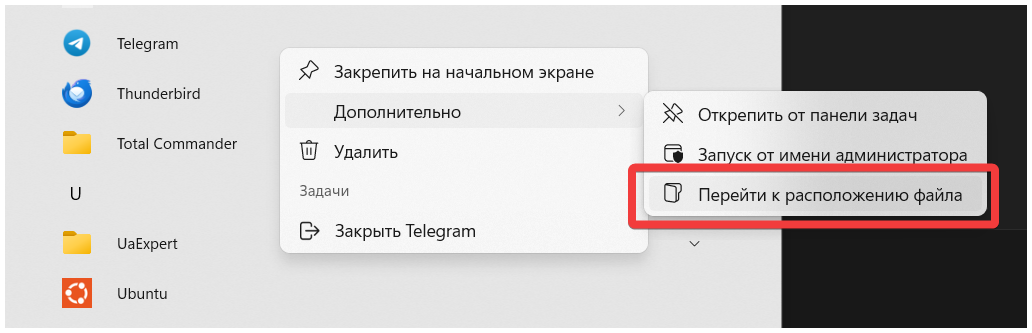 Telegram
Thunderbird
Total Commander
U
UaExpert
Ubuntu
Закрепить на начальном экране
Дополнительно
Удалить
Задачи
Закрыть Telegram
Открепить от панели задач
Запуск от имени администратора
Перейти к расположению файла